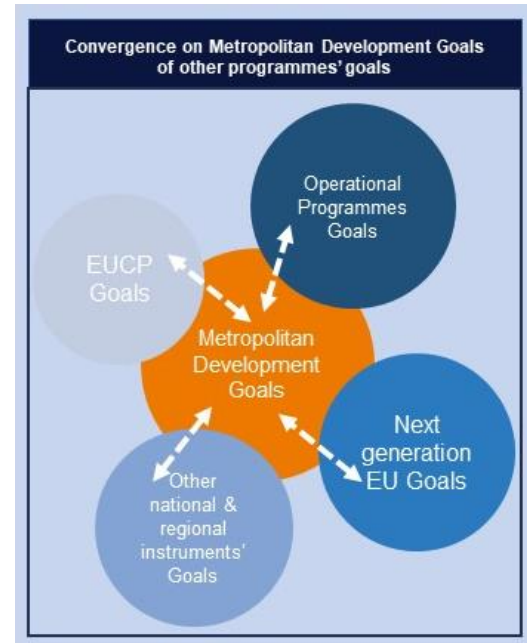 Convergence on Metropolitan Development Goals
of other programmes' goals
Operational
Programmes
Goals
EUCP
Goals
Metropolitan
Development
Goals
Next
generation
EU Goals
Other
national &
regional
instruments'
Goals